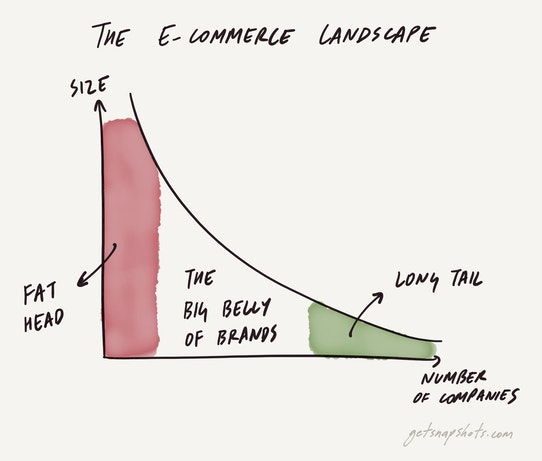 THE E-COMMERCE LANDSCAPE
SIZE
FAT
HEAD
THE
BIG BELLY
OF BRANDS
LONG TAIL
NUMBER
OF COMPANIES
getsnapshots.com